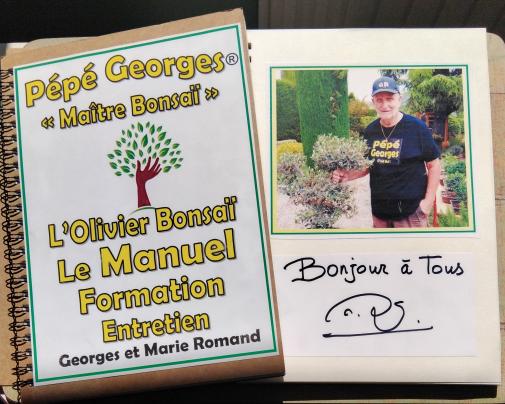 Pépé Georges®
« Maître Bonsaï »
L'Olivier Bonsaï
Le Manuel
Formation
Entretien
Georges et Marie Romand
Pépé
Georges
Bonjour à Tous